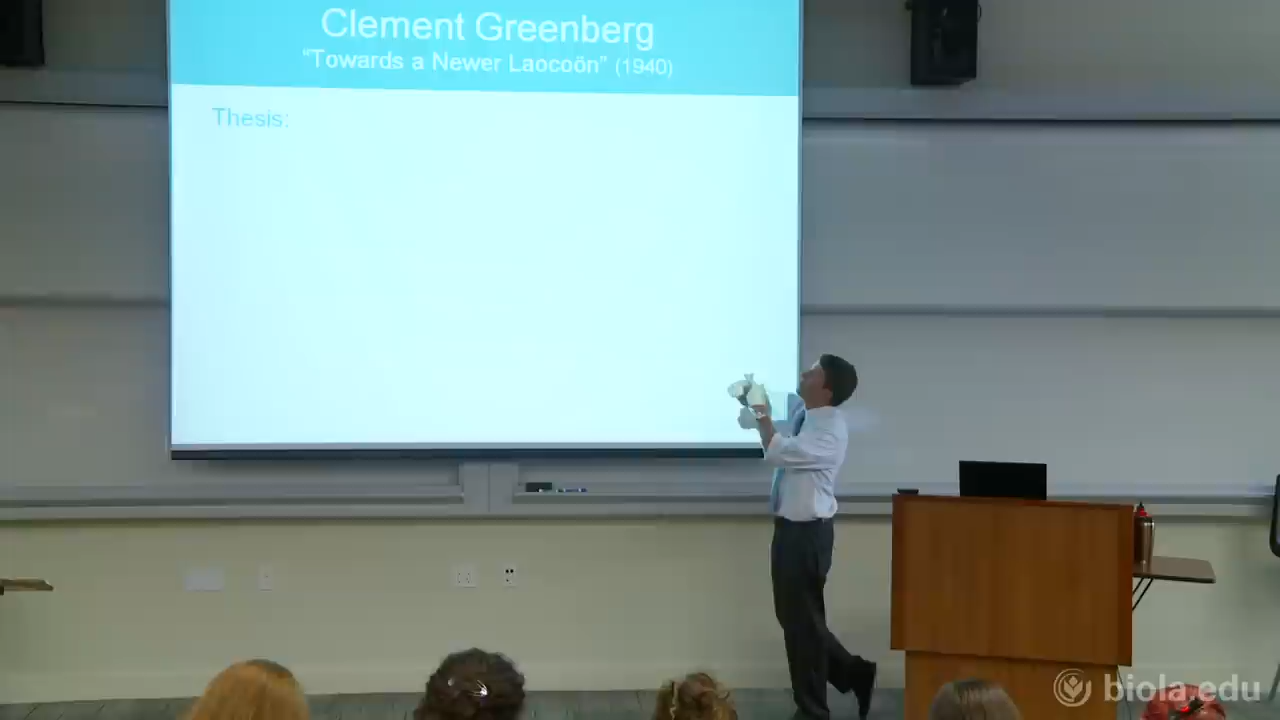 Clement Greenberg
“Towards a Newer Laocoön” (1940)
Thesis:
biola.edu